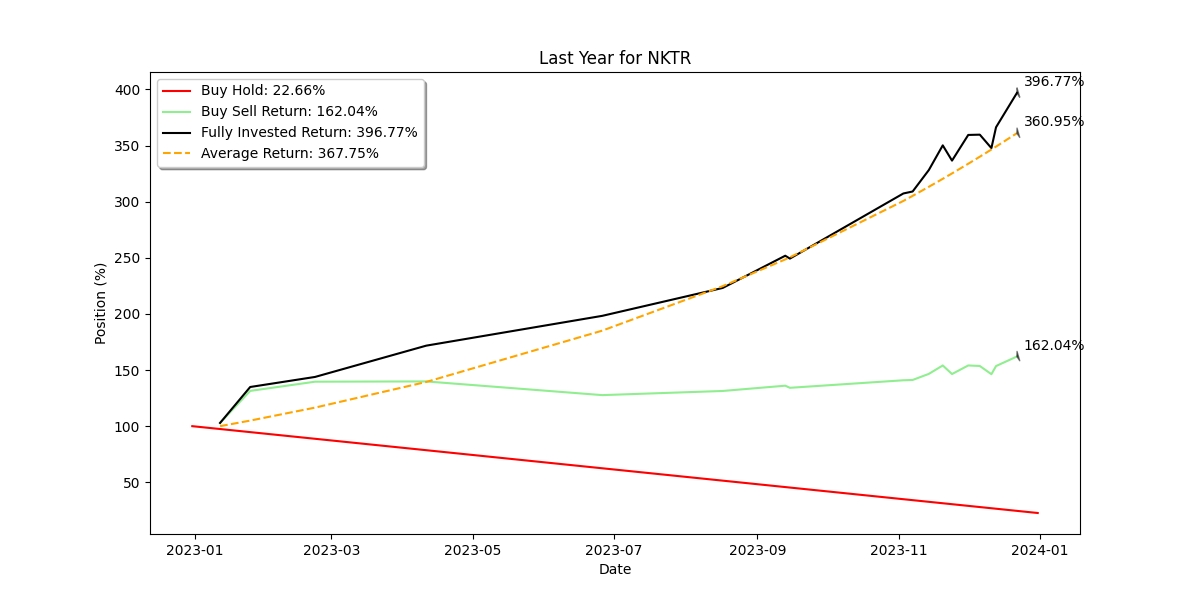 Last Year for NKTR
Buy Hold: 22.66%
Buy Sell Return: 162.04%
Fully Invested Return: 396.77%
Average Return: 367.75%
396.77%
360.95%
162.04%
Position (%)
400
350
300
250
200
150
100
50
2023-01
2023-03
2023-05
2023-07
2023-09
2023-11
2024-01
Date